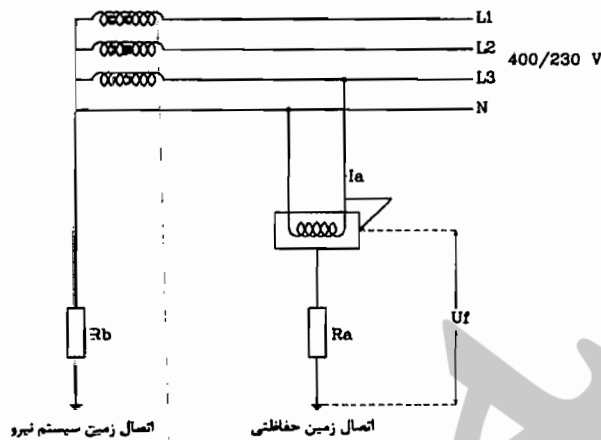 L1
L2
400/230 V
L3
N
Ia
Uf
Rb
Ra
اتصال زمین سیستم نیرو
اتصال زمین حفاظتی